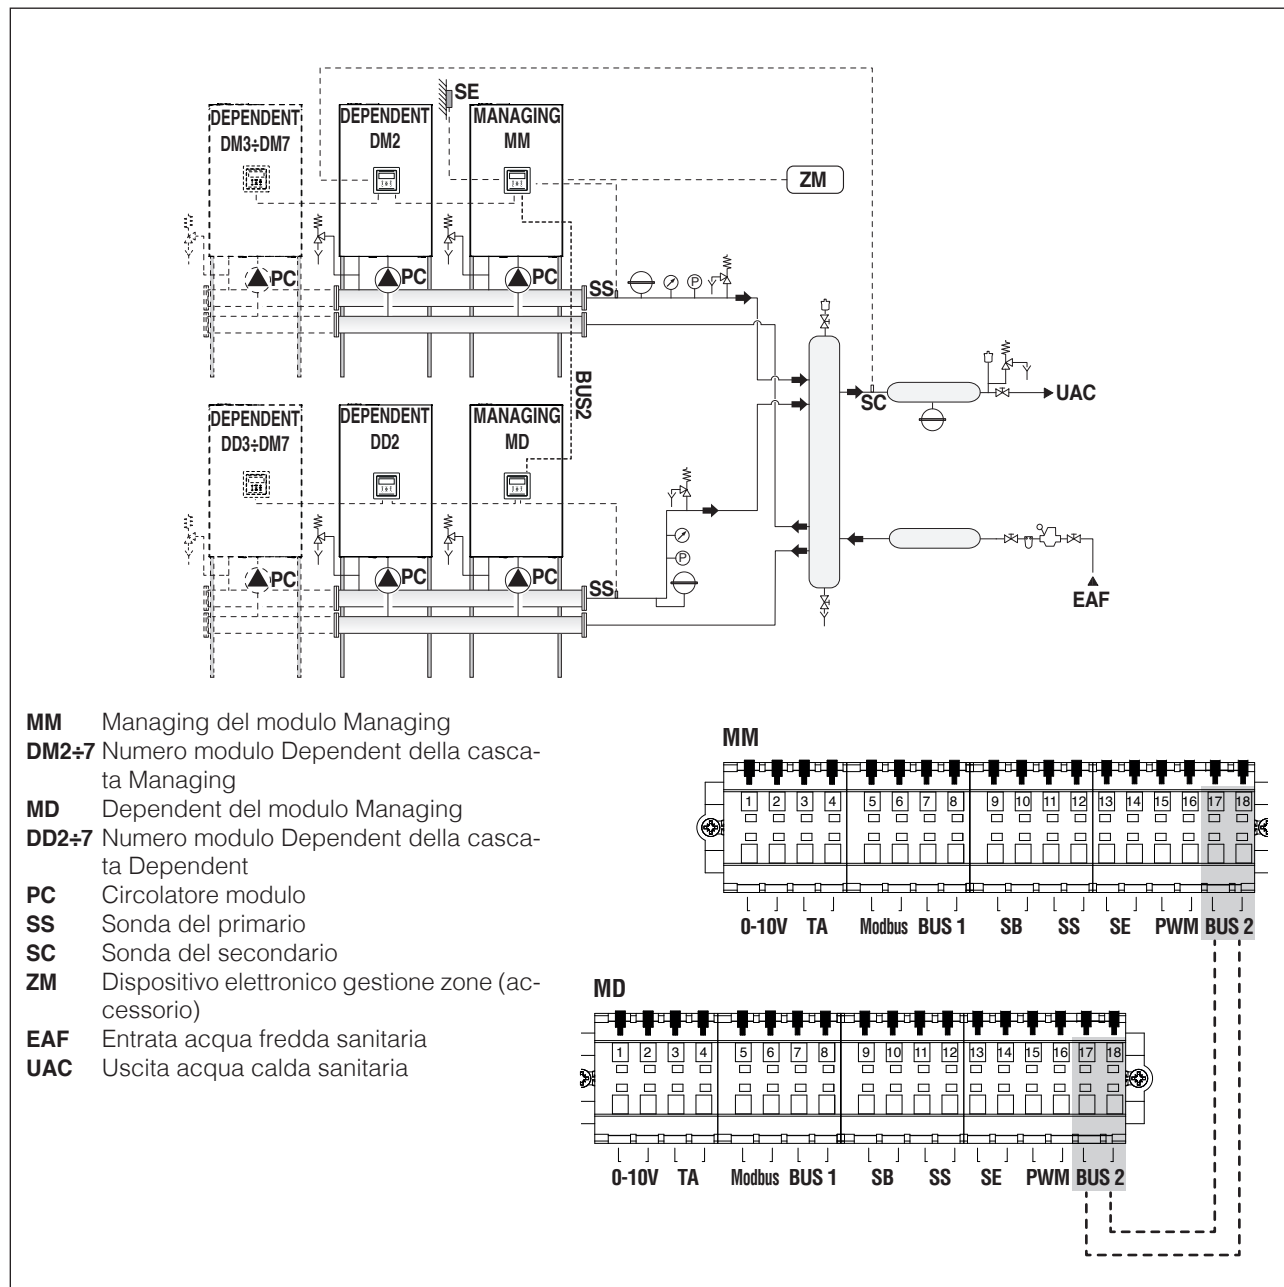 SE
DEPENDENT
DM3÷DM7
DEPENDENT
DM2
MANAGING
MM
ZM
PC
PC
PC
SS
P
BUS2
SC
UAC
DEPENDENT
DD3÷DM7
DEPENDENT
DD2
MANAGING
MD
P
PC
PC
PC
SS
EAF
MM Managing del modulo Managing
DM2÷7 Numero modulo Dependent della casca-
ta Managing
MD Dependent del modulo Managing
DD2÷7 Numero modulo Dependent della casca-
ta Dependent
PC Circolatore modulo
SS Sonda del primario
SC Sonda del secondario
ZM Dispositivo elettronico gestione zone (ac-
cessorio)
EAF Entrata acqua fredda sanitaria
UAC Uscita acqua calda sanitaria
MM
1 2 3 4 5 6 7 8 9 10 11 12 13 14 15 16 17 18
0-10V TA Modbus BUS 1 SB SS SE PWM BUS 2
MD
1 2 3 4 5 6 7 8 9 10 11 12 13 14 15 16 17 18
0-10V TA Modbus BUS 1 SB SS SE PWM BUS 2